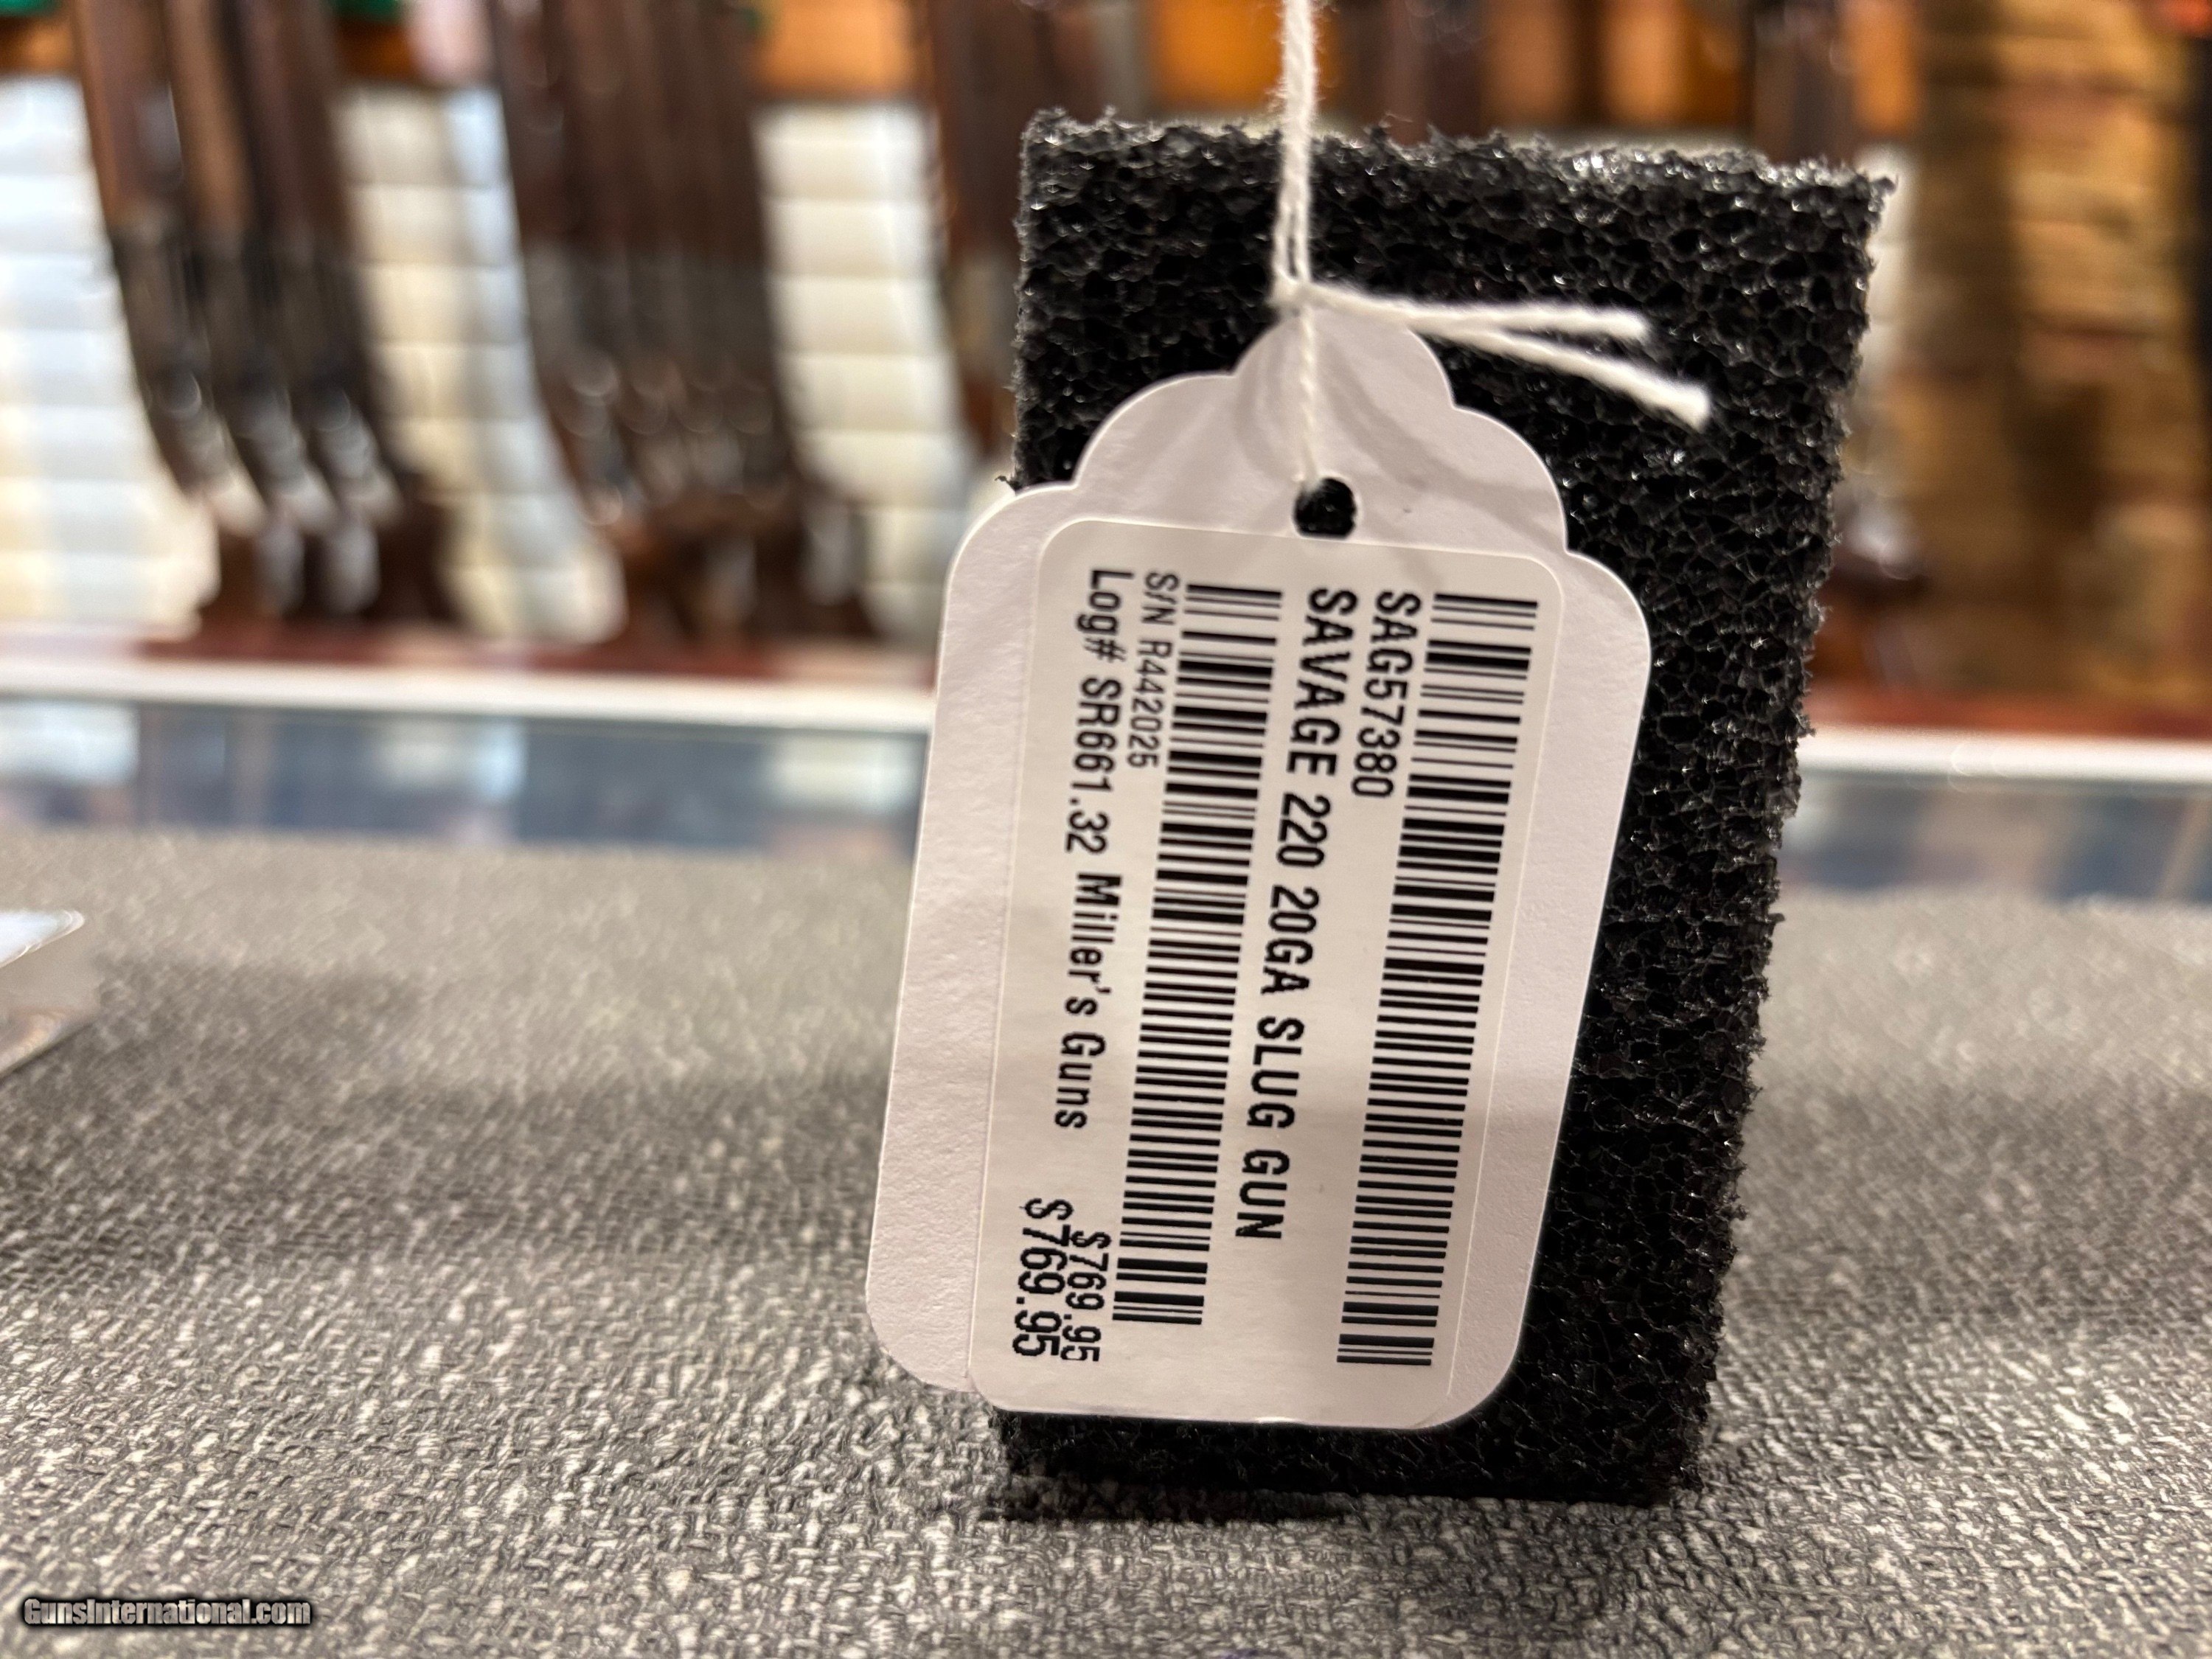 SAG57380
SAVAGE 220 20GA SLUG GUN
S/N R442025
$769.95
Log# SR661.32 Miller's Guns
$769.95
GunsInternational.com